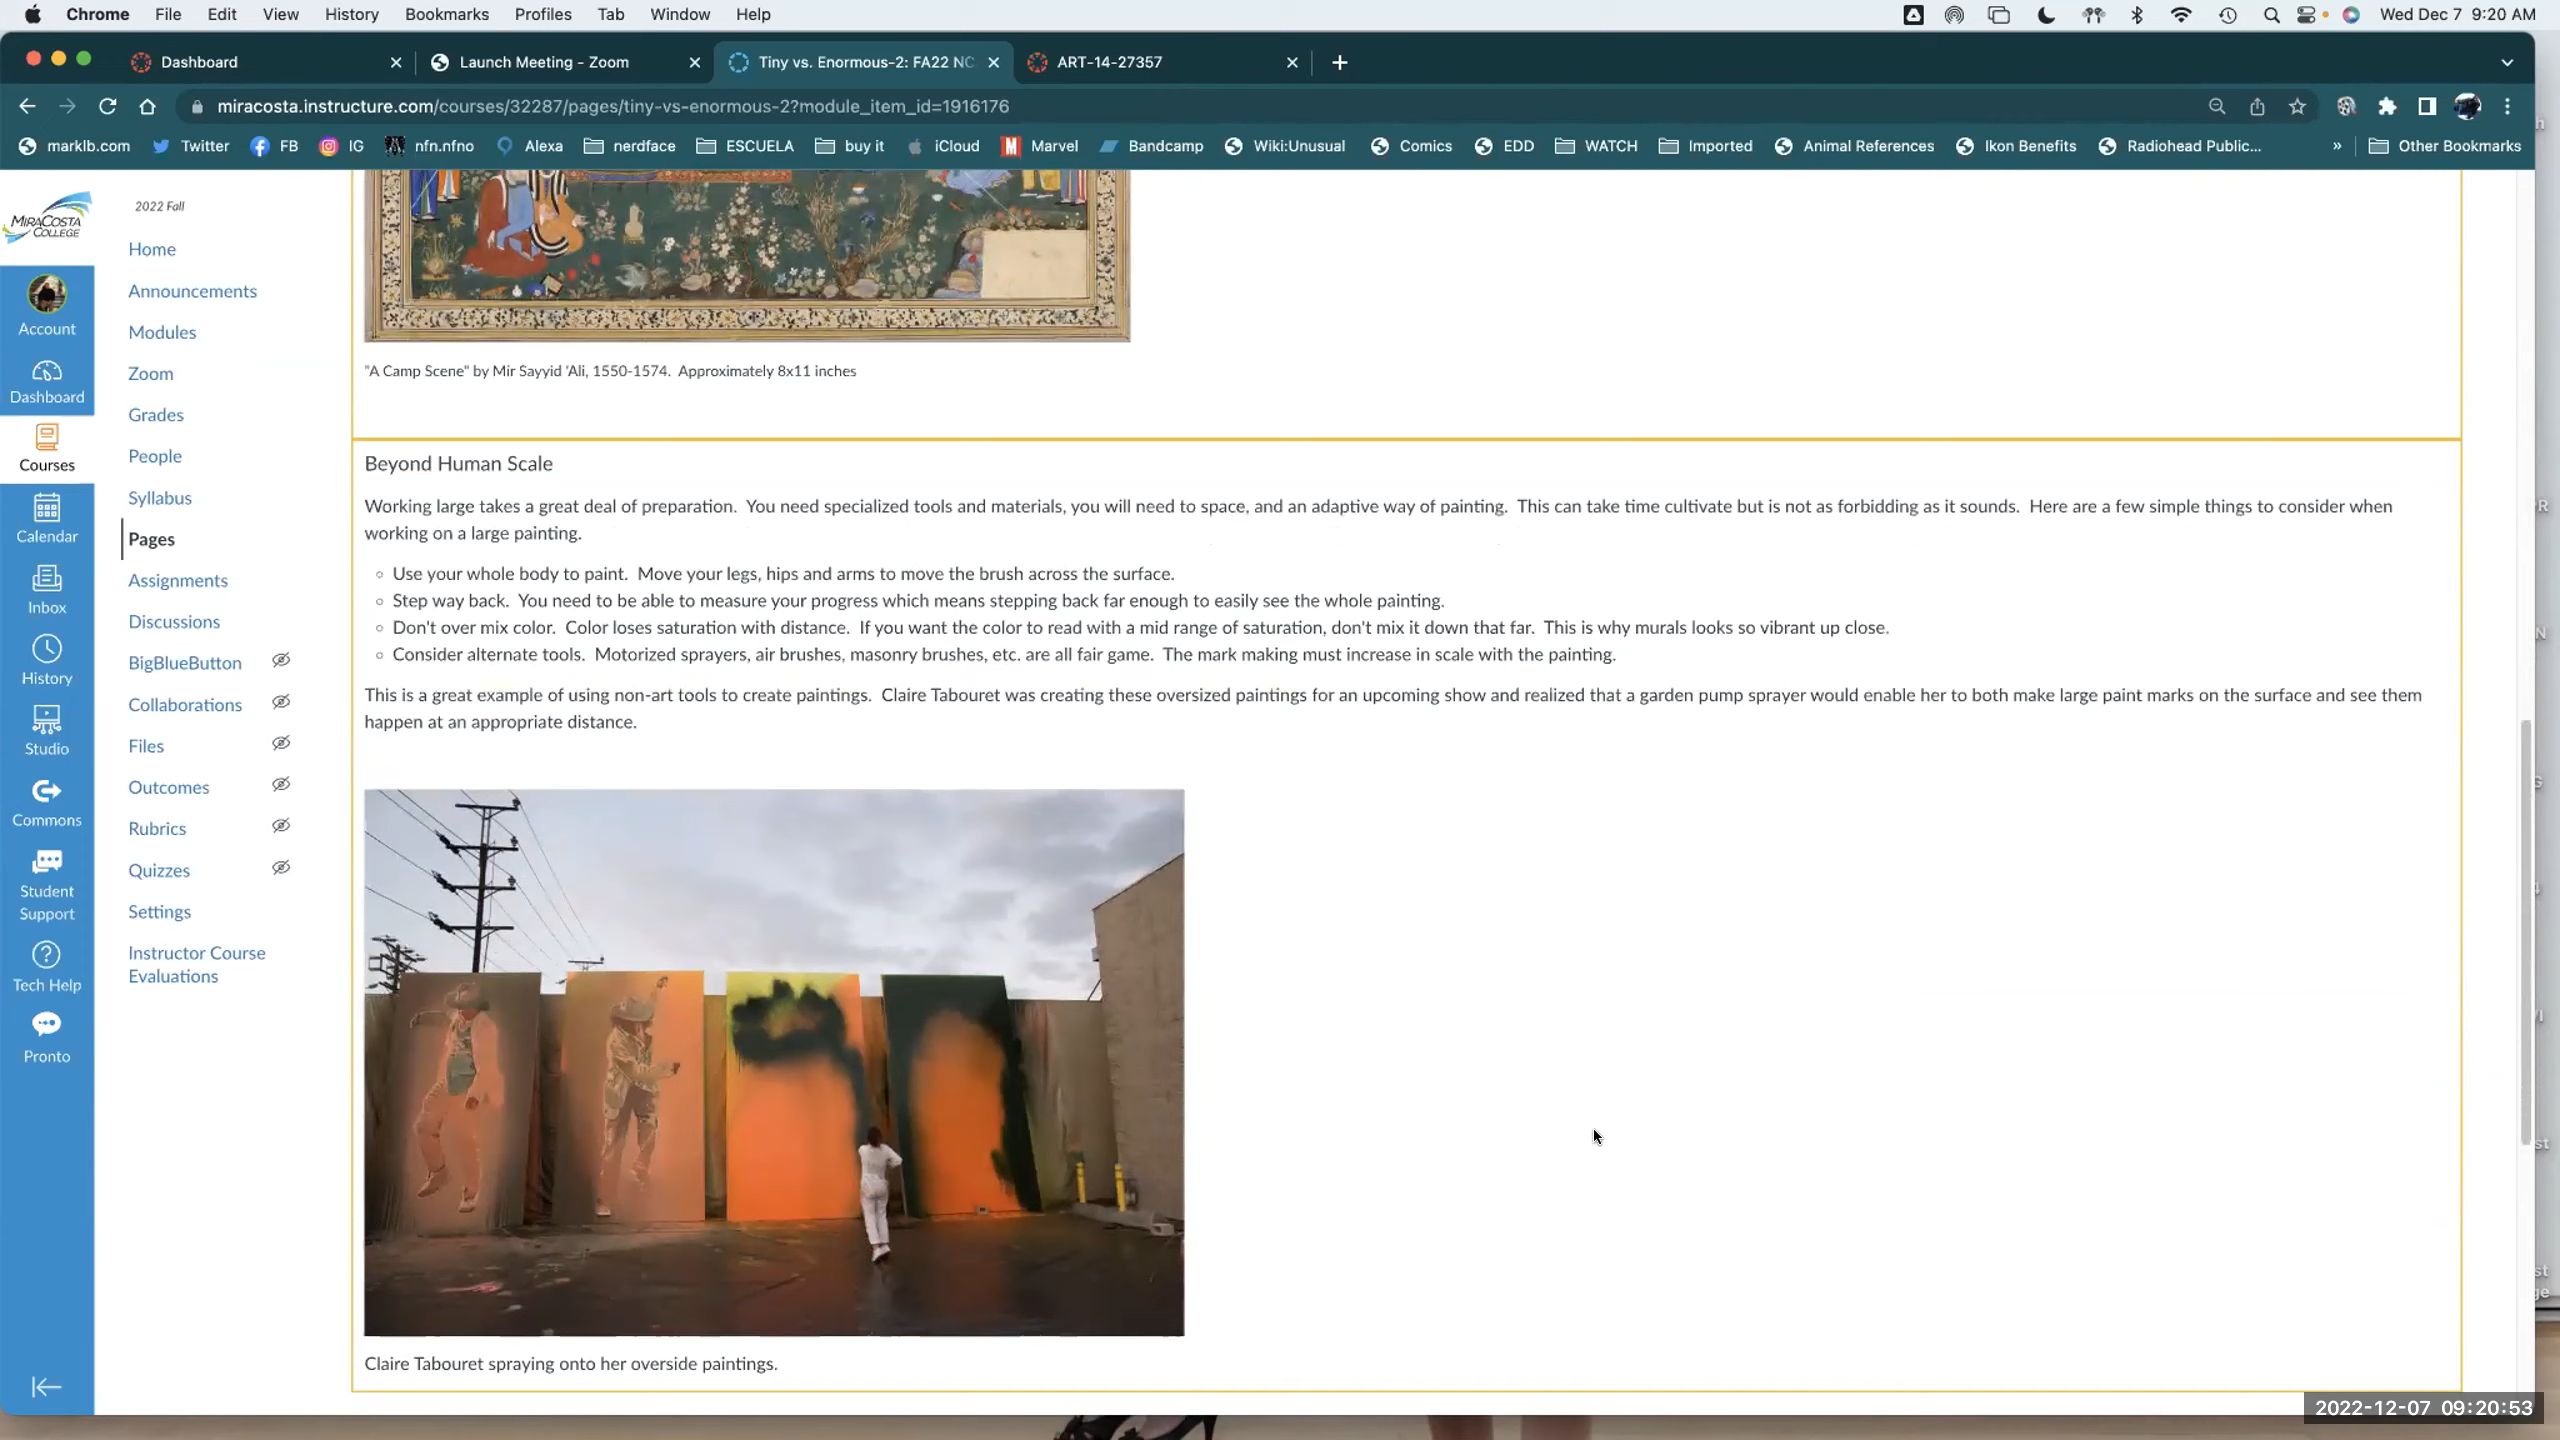 Chrome File Edit View History Bookmarks Profiles Tab Window Help Wed Dec 7 9:20 AM
Dashboard Launch Meeting - Zoom Tiny vs. Enormous-2: FA22 NC ART-14-27357
miracosta.instructure.com/courses/32287/pages/tiny-vs-enormous-2?module_item_id=1916176
marklb.com Twitter FB IG nfn.nfno Alexa nerdface ESCUELA buy it iCloud Marvel Bandcamp Wiki:Unusual Comics EDD WATCH Imported Animal References Ikon Benefits Radiohead Public... » Other Bookmarks
MIRACOSTA
COLLEGE
Account
Dashboard
Courses
Calendar
Inbox
History
Studio
Commons
Student
Support
Tech Help
Pronto
2022 Fall
Home
Announcements
Modules
Zoom
Grades
People
Syllabus
Pages
Assignments
Discussions
BigBlueButton
Collaborations
Files
Outcomes
Rubrics
Quizzes
Settings
Instructor Course
Evaluations
"A Camp Scene" by Mir Sayyid 'Ali, 1550-1574. Approximately 8x11 inches
Beyond Human Scale
Working large takes a great deal of preparation. You need specialized tools and materials, you will need to space, and an adaptive way of painting. This can take time cultivate but is not as forbidding as it sounds. Here are a few simple things to consider when
working on a large painting.
Use your whole body to paint. Move your legs, hips and arms to move the brush across the surface.
Step way back. You need to be able to measure your progress which means stepping back far enough to easily see the whole painting.
Don't over mix color. Color loses saturation with distance. If you want the color to read with a mid range of saturation, don't mix it down that far. This is why murals looks so vibrant up close.
Consider alternate tools. Motorized sprayers, air brushes, masonry brushes, etc. are all fair game. The mark making must increase in scale with the painting.
This is a great example of using non-art tools to create paintings. Claire Tabouret was creating these oversized paintings for an upcoming show and realized that a garden pump sprayer would enable her to both make large paint marks on the surface and see them
happen at an appropriate distance.
Claire Tabouret spraying onto her overside paintings.
2022-12-07 09:20:53